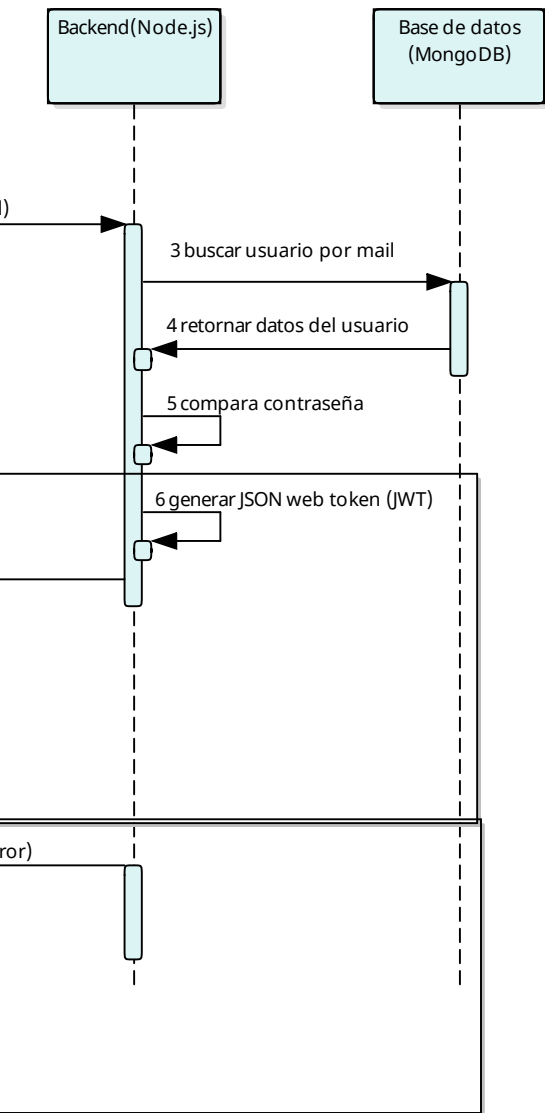 Backend(Node.js)
Base de datos
(MongoDB)
3 buscar usuario por mail
4 retornar datos del usuario
5 compara contraseña
6 generar JSON web token (JWT)